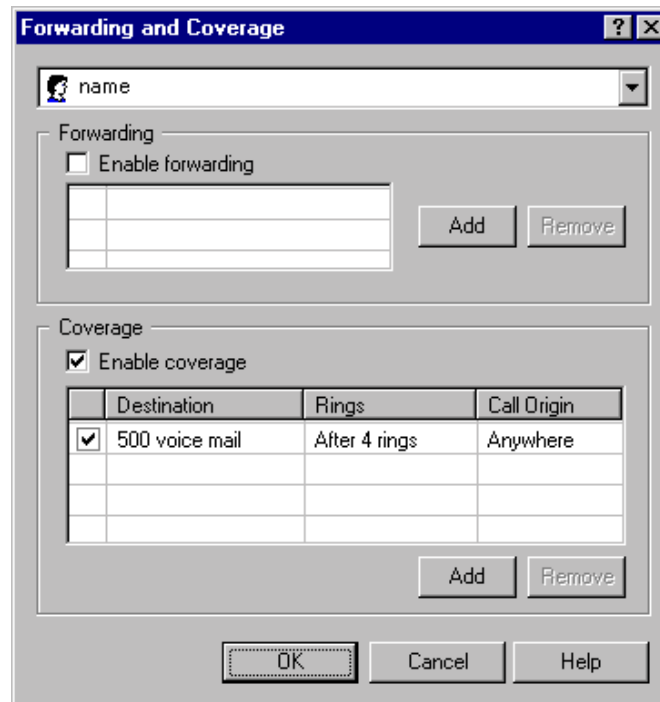 Forwarding and Coverage
name
Forwarding
Enable forwarding
Add Remove
Coverage
Enable coverage
Destination Rings Call Origin
500 voice mail After 4 rings Anywhere
Add Remove
OK Cancel Help